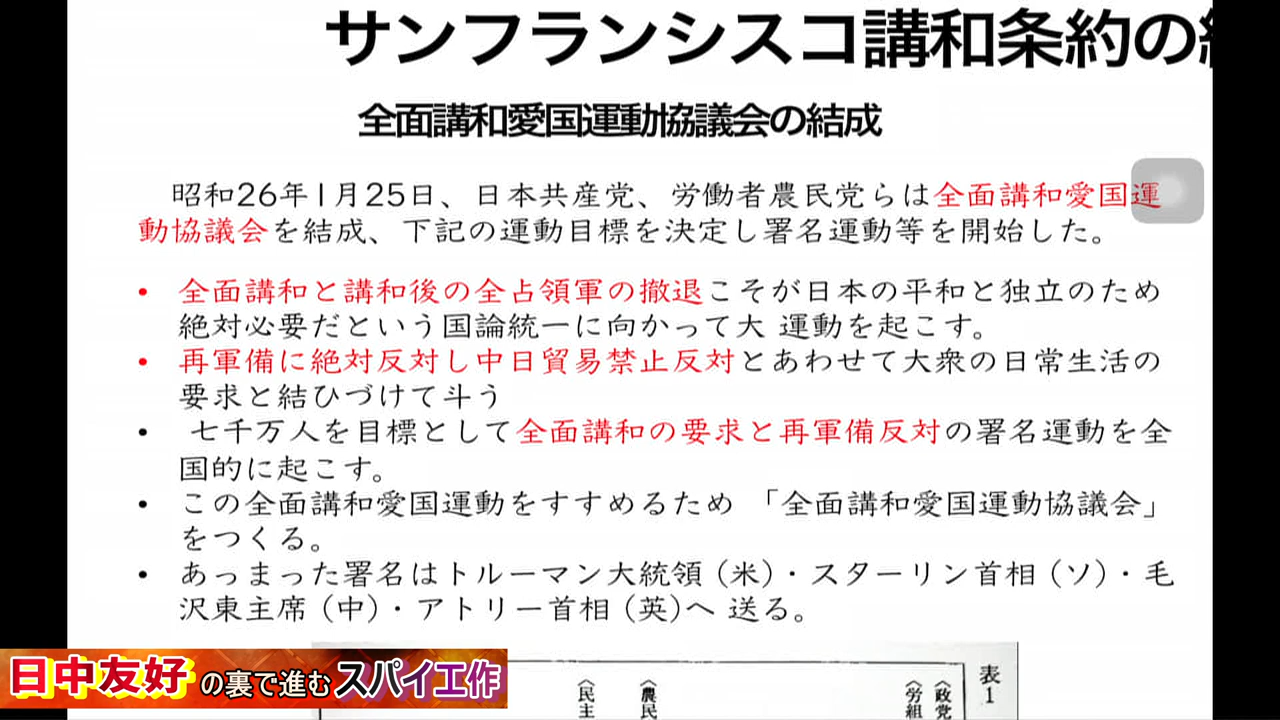 サンフランシスコ講和条約の
全面講和愛国運動協議会の結成
昭和26年1月25日、日本共産党、労働者農民党らは全面講和愛国運
動協議会を結成、下記の運動目標を決定し署名運動等を開始した。
• 全面講和と講和後の全占領軍の撤退こそが日本の平和と独立のため
絶対必要だという国論統一に向かって大 運動を起こす。
• 再軍備に絶対反対し中日貿易禁止反対とあわせて大衆の日常生活の
要求と結ひづけて斗う
• 七千万人を目標として全面講和の要求と再軍備反対の署名運動を全
国的に起こす。
• この全面講和愛国運動をすすめるため 「全面講和愛国運動協議会」
をつくる。
• あっまった署名はトルーマン大統領（米）・スターリン首相（ソ）・毛
沢東主席（中）・アトリー首相（英）へ 送る。
表1
〈政党
〈労組
〈農民
〈民主
日中友好の裏で進むスパイ工作